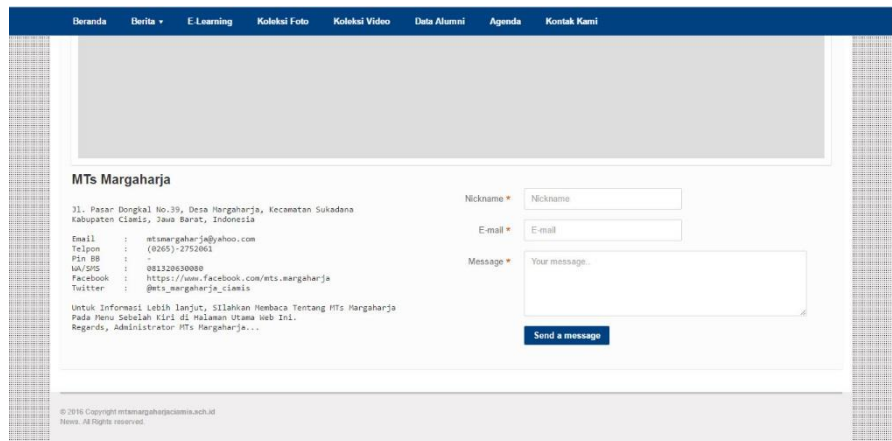 Beranda Berita ▾ E-Learning Koleksi Foto Koleksi Video Data Alumni Agenda Kontak Kami
MTs Margaharja
Jl. Pasar Dongkal No.39, Desa Margaharja, Kecamatan Sukadana
Kabupaten Ciamis, Jawa Barat, Indonesia
Email : mtsmargaharja@yahoo.com
Telpon : (0265)-2752061
Pin BB : -
WA/SMS : 081320630080
Facebook : https://www.facebook.com/mts.margaharja
Twitter : @mts_margaharja_ciamis
Untuk Informasi Lebih lanjut, SIlahkan Membaca Tentang MTs Margaharja
Pada Menu Sebelah Kiri di Halaman Utama Web Ini.
Regards, Administrator MTs Margaharja...
Nickname * Nickname
E-mail * E-mail
Message * Your message..
Send a message
© 2016 Copyright mtsmargaharjaciamis.sch.id
News. All Rights reserved.